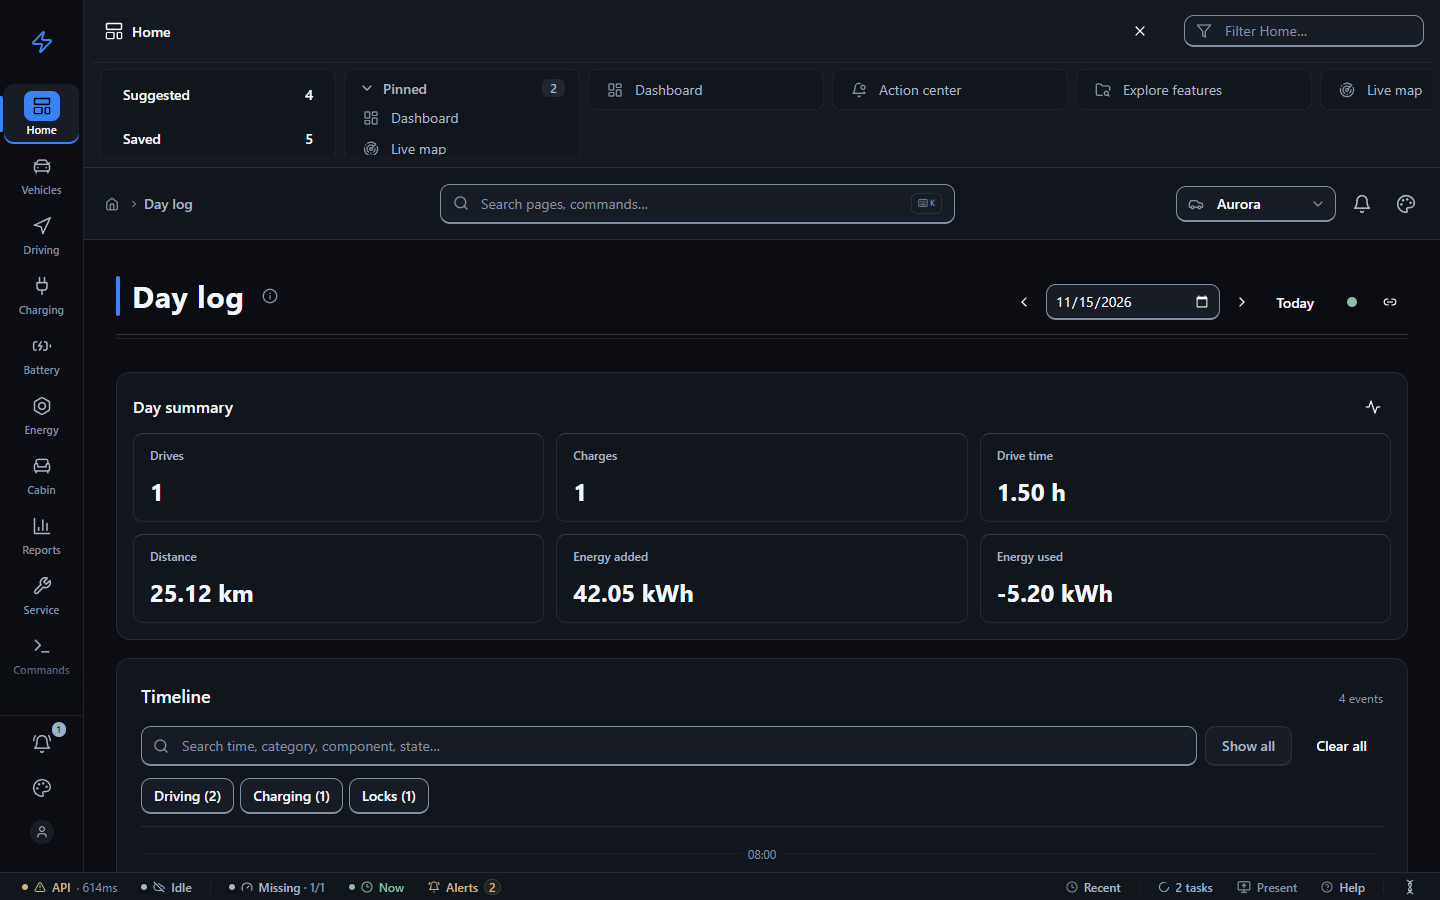 Home
Filter Home...
Suggested 4
Saved 5
Pinned 2
Dashboard
Live map
Dashboard
Action center
Explore features
Live map
Home
Vehicles
Driving
Charging
Battery
Energy
Cabin
Reports
Service
Commands
1
Day log
Search pages, commands...
K
Aurora
Day log
11/15/2026
Today
Day summary
Drives
1
Charges
1
Drive time
1.50 h
Distance
25.12 km
Energy added
42.05 kWh
Energy used
-5.20 kWh
Timeline
4 events
Search time, category, component, state...
Show all
Clear all
Driving (2)
Charging (1)
Locks (1)
08:00
API · 614ms
Idle
Missing · 1/1
Now
Alerts 2
Recent
2 tasks
Present
Help